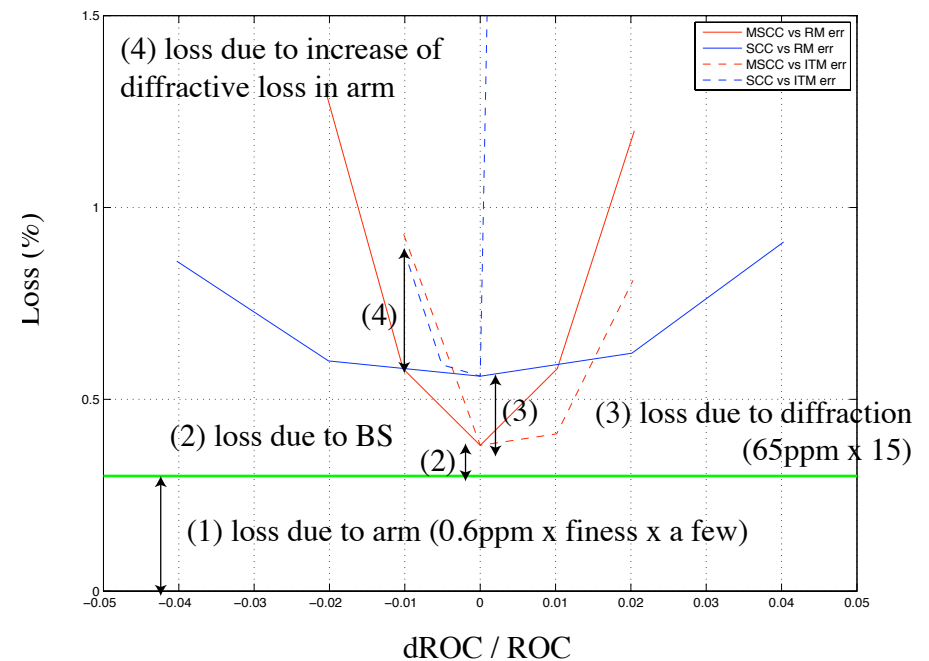 1.5
(4) loss due to increase of
diffractive loss in arm
MSCC vs RM err
SCC vs RM err
MSCC vs ITM err
SCC vs ITM err
1
Loss (%)
(4)
0.5
(3)
(3) loss due to diffraction
(65ppm x 15)
(2) loss due to BS
(2)
(1) loss due to arm (0.6ppm x finess x a few)
0
−0.05 −0.04 −0.03 −0.02 −0.01 0 0.01 0.02 0.03 0.04 0.05
dROC / ROC